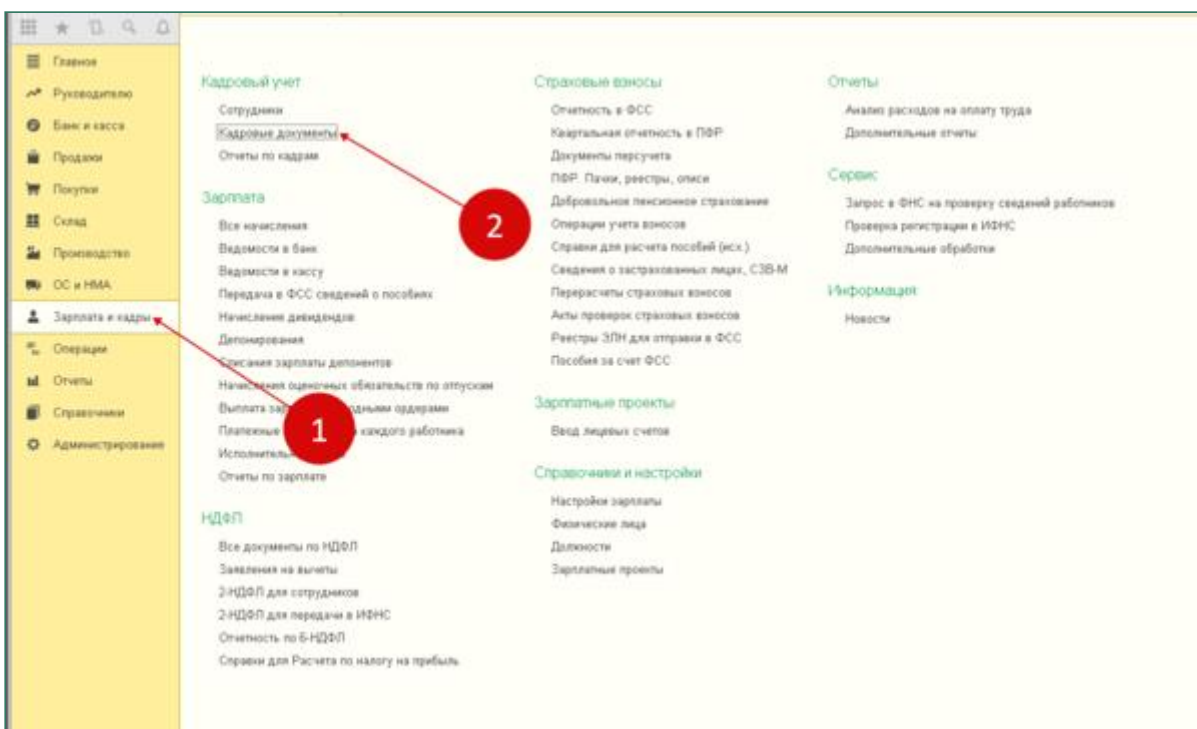 Главное
Руководителю
Банк и касса
Продажи
Покупки
Склад
Производство
ОС и НМА
Зарплата и кадры
Операции
Отчеты
Справочники
Администрирование
Кадровый учет
Сотрудники
Кадровые документы
Отчеты по кадрам
Зарплата
Все начисления
Ведомости в банк
Ведомости в кассу
Передача в ФСС сведений о пособиях
Начисления дивидендов
Депонирования
Списания зарплаты депонентов
Начисления оценочных обязательств по отпускам
Выплата ордерами
Платежные каждого работника
Отчеты по зарплате
НДФЛ
Все документы по НДФЛ
Заявления на вычеты
2-НДФЛ для сотрудников
2-НДФЛ для передачи в ИФНС
Отчетность по 6-НДФЛ
Справки для Расчета по налогу на прибыль
1
2
Страховые взносы
Отчетность в ФСС
Квартальная отчетность в ПФР
Документы персучета
ПФР. Пачки, реестры, описи
Добровольное пенсионное страхование
Операции учета взносов
Справки для расчета пособий (исх.)
Сведения о застрахованных лицах, СЗВ-М
Перерасчеты страховых взносов
Акты проверок страховых взносов
Реестры ЭЛН для отправки в ФСС
Пособия за счет ФСС
Зарплатные проекты
Ввод лицевых счетов
Справочники и настройки
Настройки зарплаты
Физические лица
Должности
Зарплатные проекты
Отчеты
Анализ расходов на оплату труда
Дополнительные отчеты
Сервис
Запрос в ФНС на проверку сведений работников
Проверка регистрации в ИФНС
Дополнительные обработки
Информация
Новости